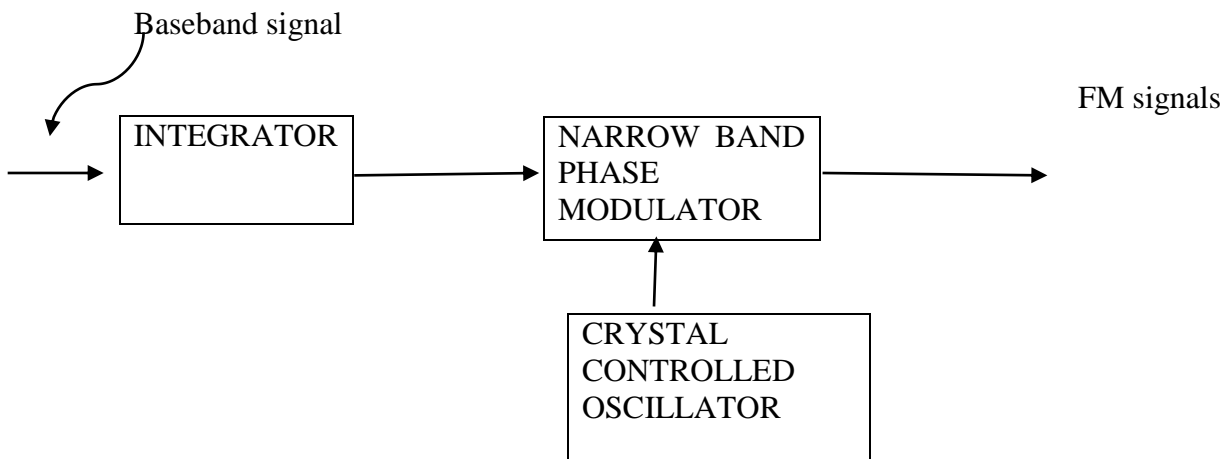 Baseband signal
FM signals
INTEGRATOR
NARROW BAND
PHASE
MODULATOR
CRYSTAL
CONTROLLED
OSCILLATOR